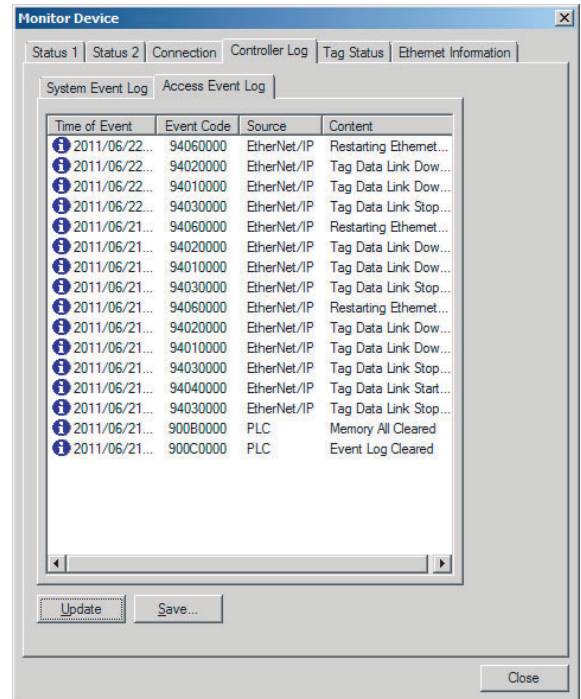 Monitor Device
Status 1 Status 2 Connection Controller Log Tag Status Ethernet Information
System Event Log Access Event Log
Time of Event Event Code Source Content
2011/06/22... 94060000 EtherNet/IP Restarting Ethernet...
2011/06/22... 94020000 EtherNet/IP Tag Data Link Dow...
2011/06/22... 94010000 EtherNet/IP Tag Data Link Dow...
2011/06/22... 94030000 EtherNet/IP Tag Data Link Stop...
2011/06/21... 94060000 EtherNet/IP Restarting Ethernet...
2011/06/21... 94020000 EtherNet/IP Tag Data Link Dow...
2011/06/21... 94010000 EtherNet/IP Tag Data Link Dow...
2011/06/21... 94030000 EtherNet/IP Tag Data Link Stop...
2011/06/21... 94060000 EtherNet/IP Restarting Ethernet...
2011/06/21... 94020000 EtherNet/IP Tag Data Link Dow...
2011/06/21... 94010000 EtherNet/IP Tag Data Link Dow...
2011/06/21... 94030000 EtherNet/IP Tag Data Link Stop...
2011/06/21... 94040000 EtherNet/IP Tag Data Link Start...
2011/06/21... 94030000 EtherNet/IP Tag Data Link Stop...
2011/06/21... 900B0000 PLC Memory All Cleared
2011/06/21... 900C0000 PLC Event Log Cleared
Update Save...
Close